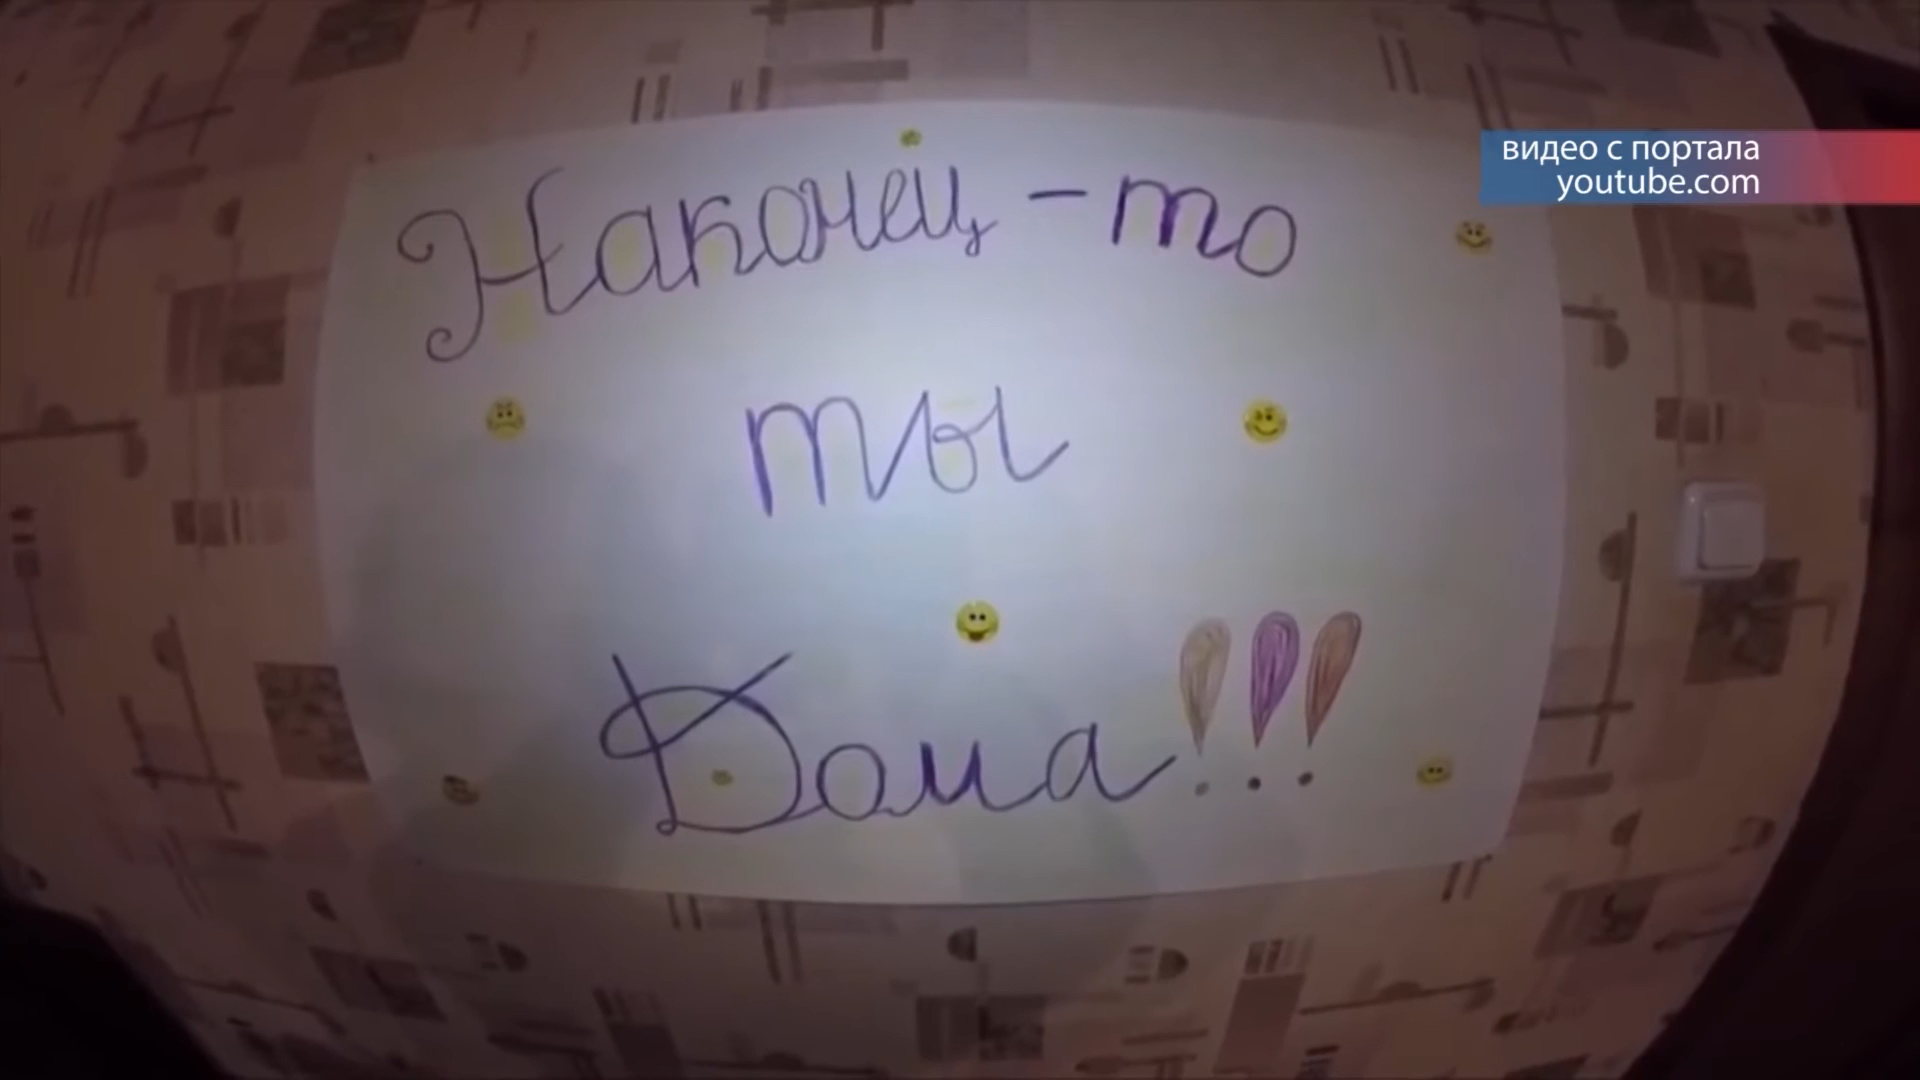 видео с портала
youtube.com
Наконец-то
ты
Дома!!!